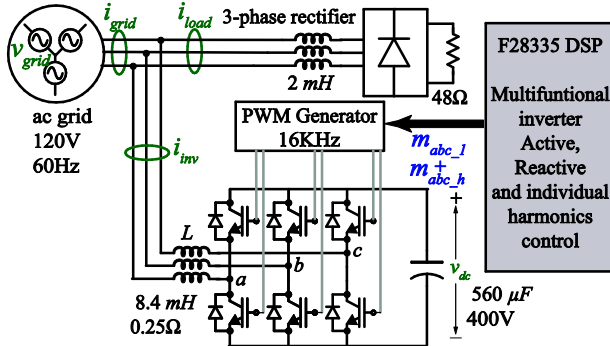 i_grid
i_load
3-phase rectifier
v_grid
2 mH
48Ω
ac grid
120V
60Hz
i_inv
PWM Generator
16KHz
F28335 DSP
Multifuntional
inverter
Active,
Reactive
and individual
harmonics
control
m_abc_1
+
m_abc_h
+
L
a
b
c
v_dc
8.4 mH
0.25Ω
560 μF
400V
−